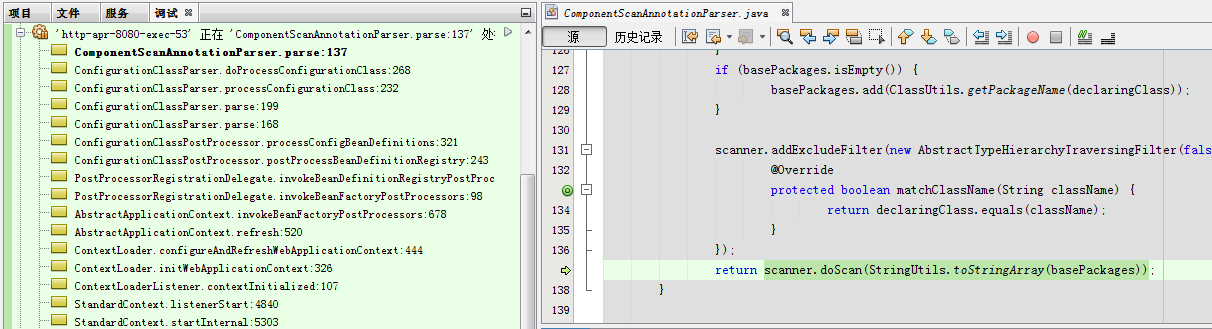 项目 文件 服务 调试
'http-apr-8080-exec-53' 正在 'ComponentScanAnnotationParser.parse:137' 处
ComponentScanAnnotationParser.parse:137
ConfigurationClassParser.doProcessConfigurationClass:268
ConfigurationClassParser.processConfigurationClass:232
ConfigurationClassParser.parse:199
ConfigurationClassParser.parse:168
ConfigurationClassPostProcessor.processConfigBeanDefinitions:321
ConfigurationClassPostProcessor.postProcessBeanDefinitionRegistry:243
PostProcessorRegistrationDelegate.invokeBeanDefinitionRegistryPostProc
PostProcessorRegistrationDelegate.invokeBeanFactoryPostProcessors:98
AbstractApplicationContext.invokeBeanFactoryPostProcessors:678
AbstractApplicationContext.refresh:520
ContextLoader.configureAndRefreshWebApplicationContext:444
ContextLoader.initWebApplicationContext:326
ContextLoaderListener.contextInitialized:107
StandardContext.listenerStart:4840
StandardContext.startInternal:5303
ComponentScanAnnotationParser.java
源 历史记录
126 }
127 if (basePackages.isEmpty()) {
128 basePackages.add(ClassUtils.getPackageName(declaringClass));
129 }
130
131 scanner.addExcludeFilter(new AbstractTypeHierarchyTraversingFilter(fals
132 @Override
protected boolean matchClassName(String className) {
134 return declaringClass.equals(className);
135 }
136 });
return scanner.doScan(StringUtils.toStringArray(basePackages));
138 }
139